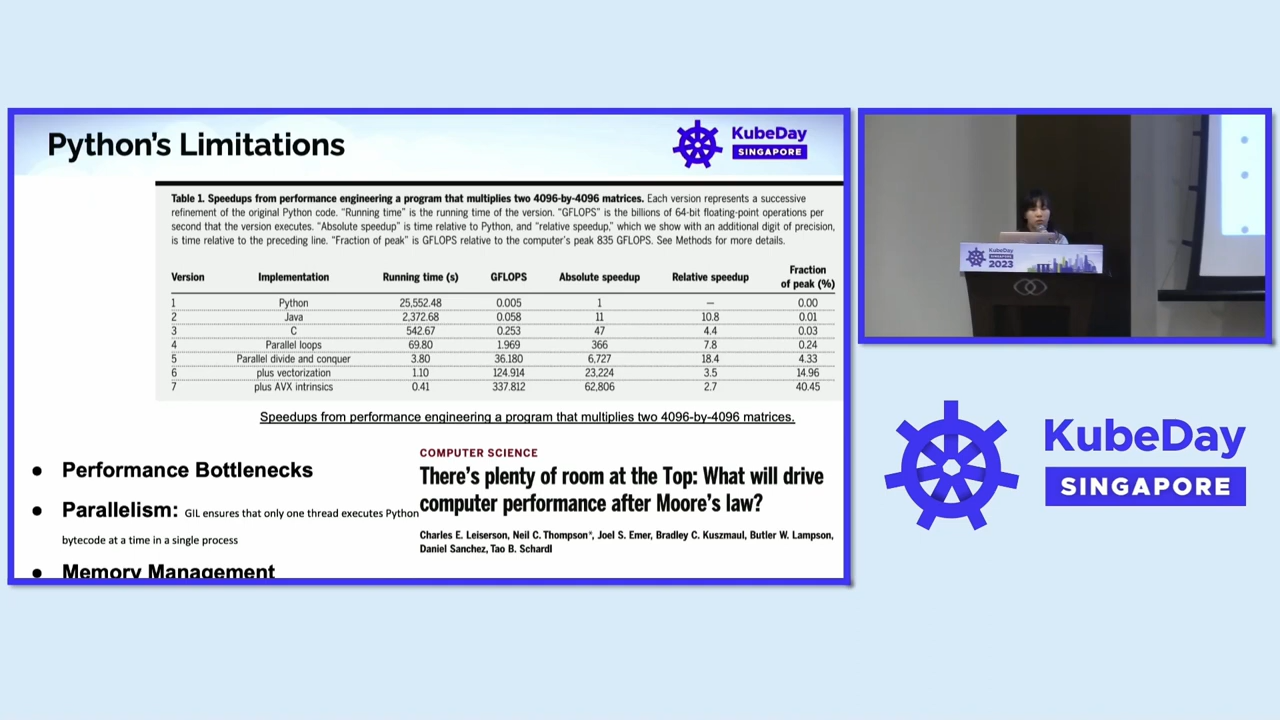 Python's Limitations
KubeDay
SINGAPORE
Table 1. Speedups from performance engineering a program that multiplies two 4096-by-4096 matrices. Each version represents a successive
refinement of the original Python code. "Running time" is the running time of the version. "GFLOPS" is the billions of 64-bit floating-point operations per
second that the version executes. "Absolute speedup" is time relative to Python, and "relative speedup," which we show with an additional digit of precision,
is time relative to the preceding line. "Fraction of peak" is GFLOPS relative to the computer's peak 835 GFLOPS. See Methods for more details.
Version Implementation Running time (s) GFLOPS Absolute speedup Relative speedup Fraction of peak (%)
1 Python 25,552.48 0.005 1 — 0.00
2 Java 2,372.68 0.058 11 10.8 0.01
3 C 542.67 0.253 47 4.4 0.03
4 Parallel loops 69.80 1.969 366 7.8 0.24
5 Parallel divide and conquer 3.80 36.180 6,727 18.4 4.33
6 plus vectorization 1.10 124.914 23,224 3.5 14.96
7 plus AVX intrinsics 0.41 337.812 62,806 2.7 40.45
Speedups from performance engineering a program that multiplies two 4096-by-4096 matrices.
• Performance Bottlenecks
• Parallelism: GIL ensures that only one thread executes Python
bytecode at a time in a single process
• Memory Management
COMPUTER SCIENCE
There's plenty of room at the Top: What will drive
computer performance after Moore's law?
Charles E. Leiserson, Neil C. Thompson*, Joel S. Emer, Bradley C. Kuszmaul, Butler W. Lampson,
Daniel Sanchez, Tao B. Schardl
KubeDay
SINGAPORE
2023
KubeDay
SINGAPORE